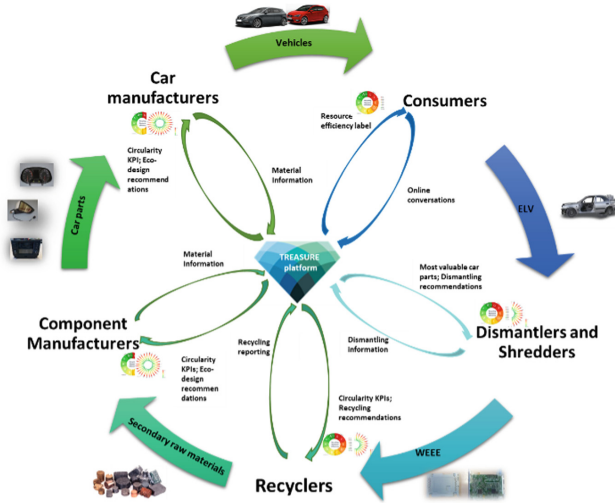 Vehicles
Car
manufacturers
Consumers
Resource
efficiency label
Circularity
KPI; Eco-
design
recommend
ations
Material
Information
Online
conversations
ELV
Car parts
Material
Information
TREASURE
platform
Most valuable car
parts; Dismantling
recommendations
Component
Manufacturers
Dismantlers and
Shredders
Recycling
reporting
Dismantling
information
Circularity
KPIs; Eco-
design
recommen
dations
Circularity KPIs;
Recycling
recommendations
Secondary raw materials
WEEE
Recyclers